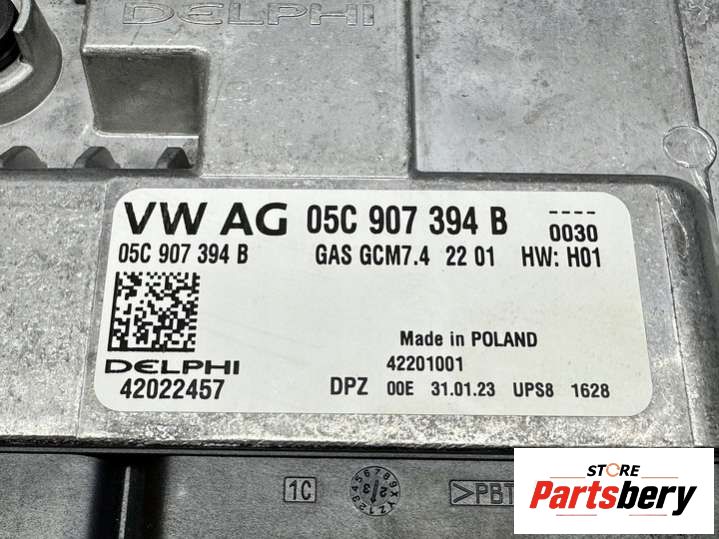 DELPHI
VW AG 05C 907 394 B ----
0030
05C 907 394 B GAS GCM7.4 22 01 HW: H01
Made in POLAND
DELPHI 42201001
42022457 DPZ 00E 31.01.23 UPS8 1628
1C >PBT
STORE
Partsbery